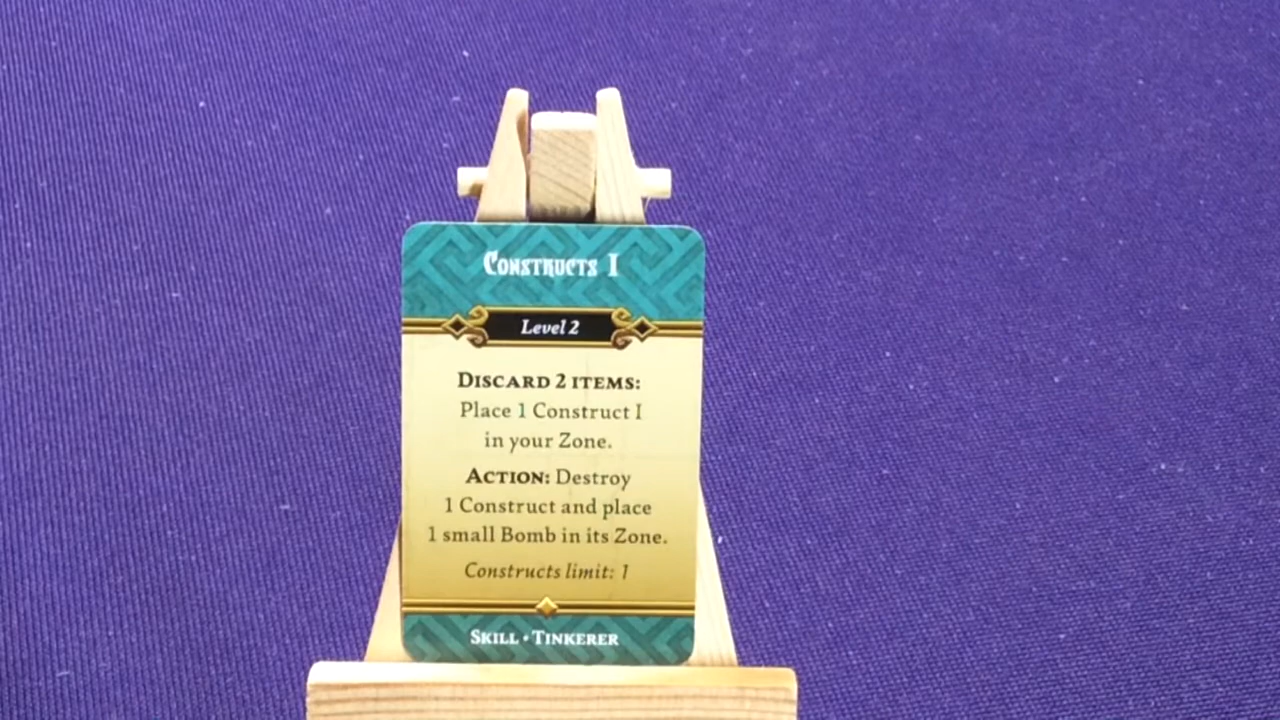 Constructs I
Level 2
Discard 2 items:
Place 1 Construct I
in your Zone.
Action: Destroy
1 Construct and place
1 small Bomb in its Zone.
Constructs limit: 1
Skill • Tinkerer